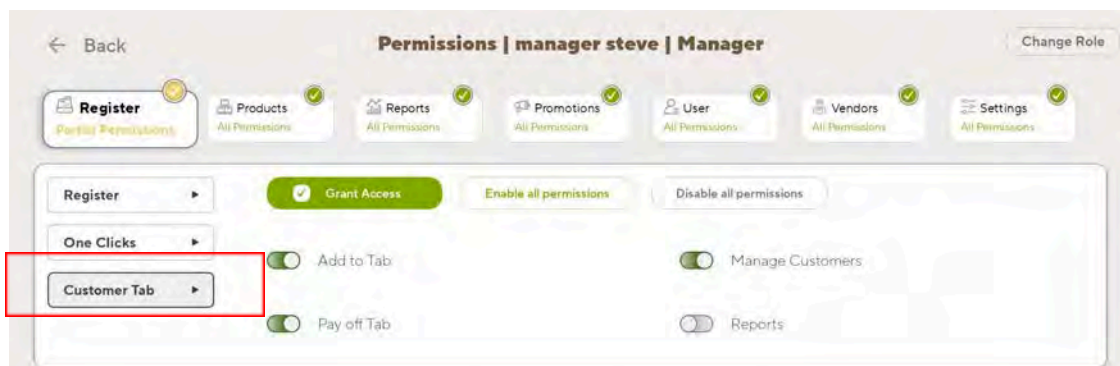 ← Back
Permissions | manager steve | Manager
Change Role
Register
Partial Permissions
Products
All Permissions
Reports
All Permissions
Promotions
All Permissions
User
All Permissions
Vendors
All Permissions
Settings
All Permissions
Register
One Clicks
Customer Tab
Grant Access
Enable all permissions
Disable all permissions
Add to Tab
Manage Customers
Pay off Tab
Reports